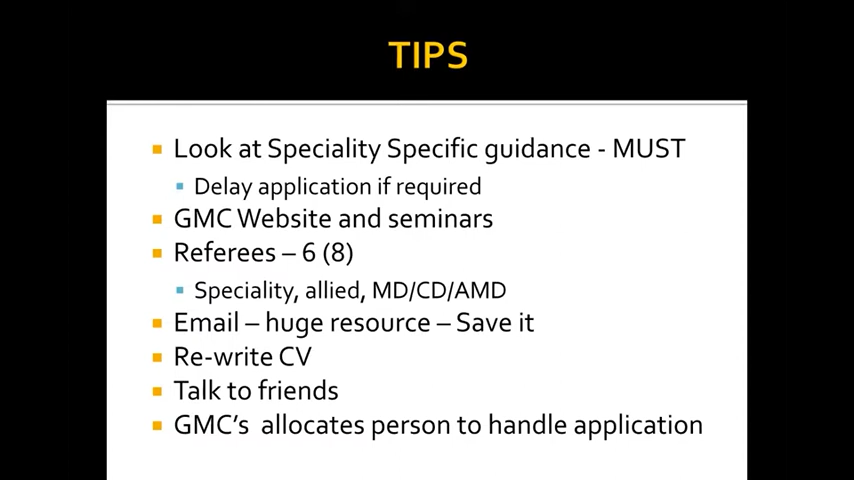 TIPS
Look at Speciality Specific guidance - MUST
Delay application if required
GMC Website and seminars
Referees – 6 (8)
Speciality, allied, MD/CD/AMD
Email – huge resource – Save it
Re-write CV
Talk to friends
GMC's  allocates person to handle application